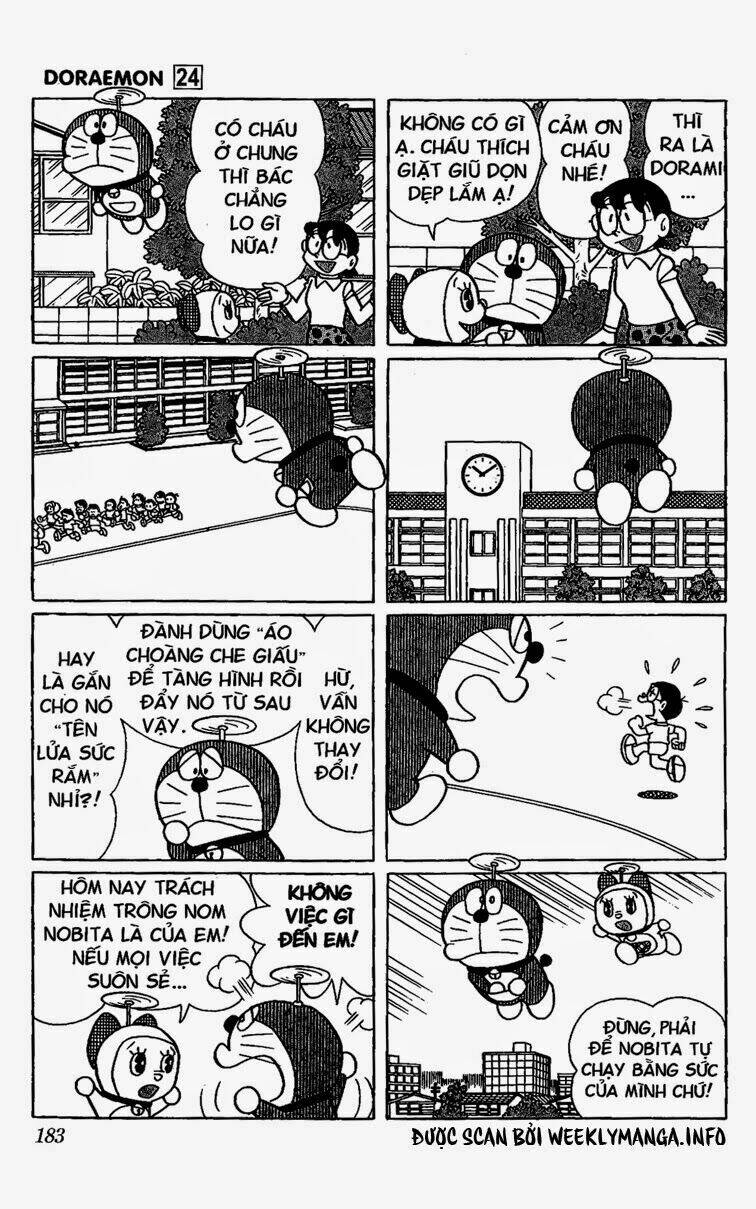 DORAEMON 24
THÌ
RA LÀ
DORAMI
...
CẢM ƠN
CHÁU
NHÉ!
KHÔNG CÓ GÌ
Ạ. CHÁU THÍCH
GIẶT GIŨ DỌN
DẸP LẮM Ạ!
CÓ CHÁU
Ở CHUNG
THÌ BÁC
CHẲNG
LO GÌ
NỮA!
HỪ,
VẪN
KHÔNG
THAY
ĐỔI!
ĐÀNH DÙNG "ÁO
CHOÀNG CHE GIẤU"
ĐỂ TÀNG HÌNH RỒI
ĐẨY NÓ TỪ SAU
VẬY.
HAY
LÀ GẮN
CHO NÓ
"TÊN
LỬA SỨC
RẮM"
NHỈ?!
ĐỪNG, PHẢI
ĐỂ NOBITA TỰ
CHẠY BẰNG SỨC
CỦA MÌNH CHỨ!
KHÔNG
VIỆC GÌ
ĐẾN EM!
HÔM NAY TRÁCH
NHIỆM TRÔNG NOM
NOBITA LÀ CỦA EM!
NẾU MỌI VIỆC
SUÔN SẺ...
183
ĐƯỢC SCAN BỞI WEEKLYMANGA.INFO